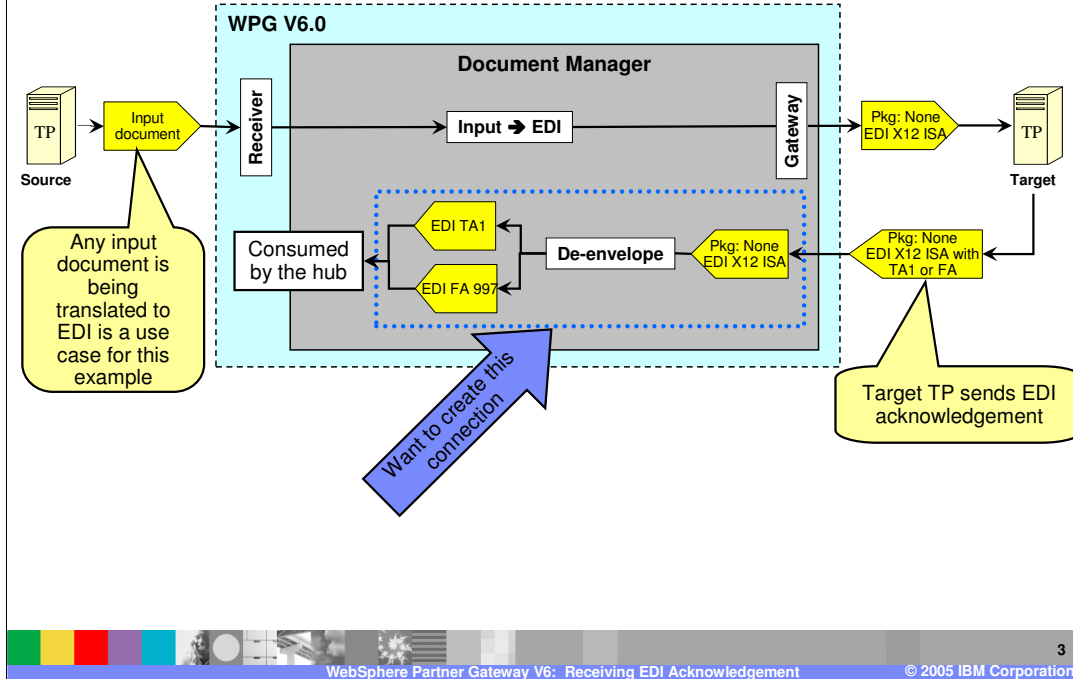 WPG V6.0
Document Manager
TP
Source
Input
document
Receiver
Input ➔ EDI
Gateway
Pkg: None
EDI X12 ISA
TP
Target
Any input
document is
being
translated to
EDI is a use
case for this
example
Consumed
by the hub
EDI TA1
EDI FA 997
De-envelope
Pkg: None
EDI X12 ISA
Pkg: None
EDI X12 ISA with
TA1 or FA
Want to create this
connection
Target TP sends EDI
acknowledgement
3
WebSphere Partner Gateway V6: Receiving EDI Acknowledgement
© 2005 IBM Corporation